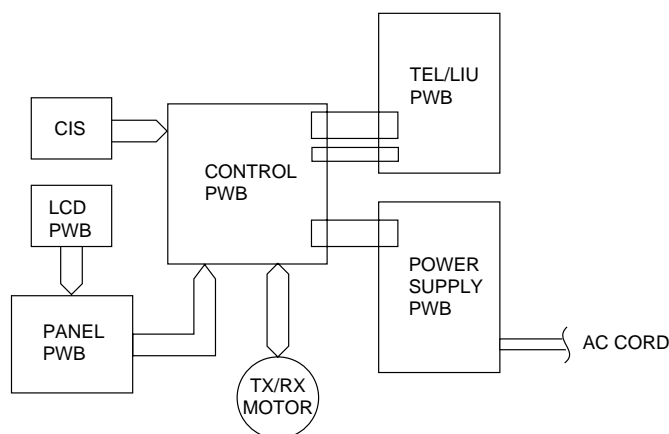 TEL/LIU
PWB
CIS
CONTROL
PWB
LCD
PWB
POWER
SUPPLY
PWB
PANEL
PWB
AC CORD
TX/RX
MOTOR